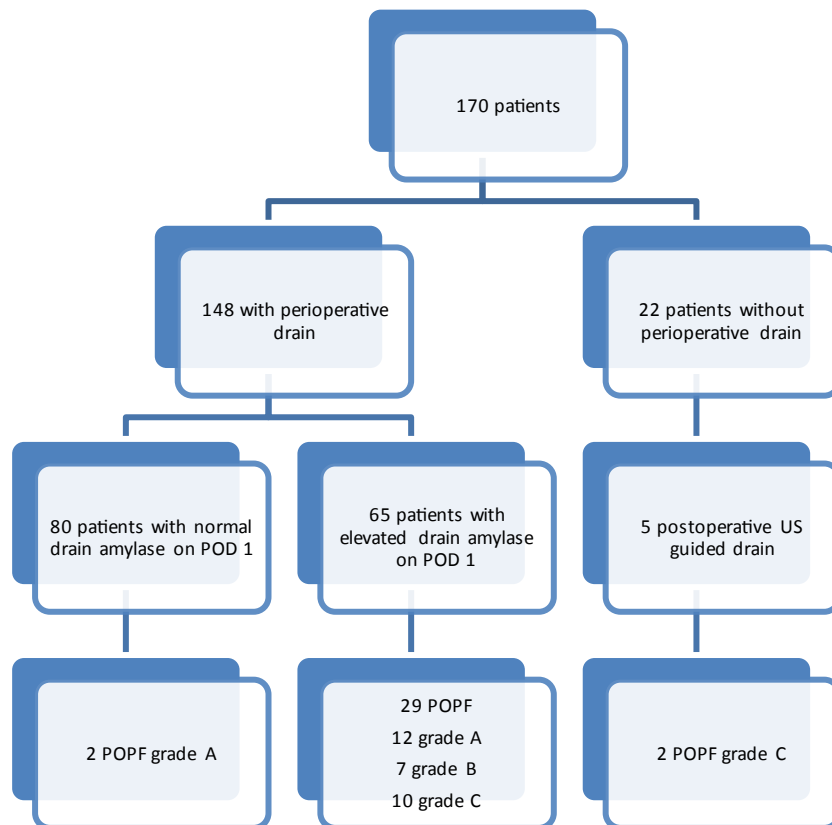 170 patients
148 with perioperative
drain
22 patients without
perioperative drain
80 patients with normal
drain amylase on POD 1
65 patients with
elevated drain amylase
on POD 1
5 postoperative US
guided drain
2 POPF grade A
29 POPF
12 grade A
7 grade B
10 grade C
2 POPF grade C